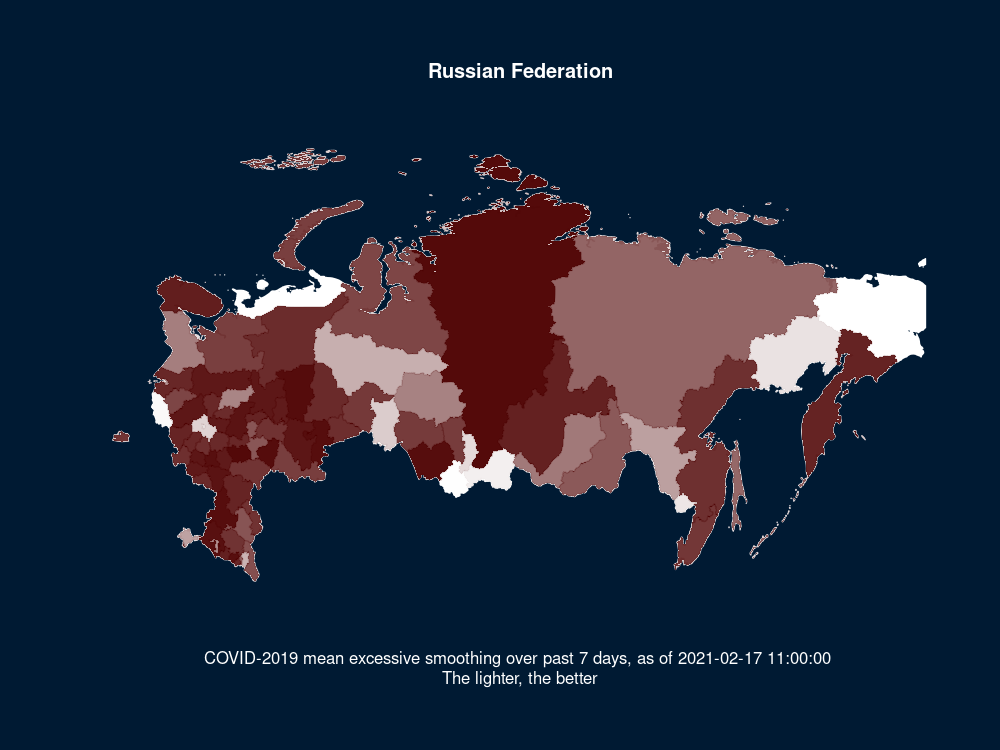 Russian Federation
COVID-2019 mean excessive smoothing over past 7 days, as of 2021-02-17 11:00:00
The lighter, the better